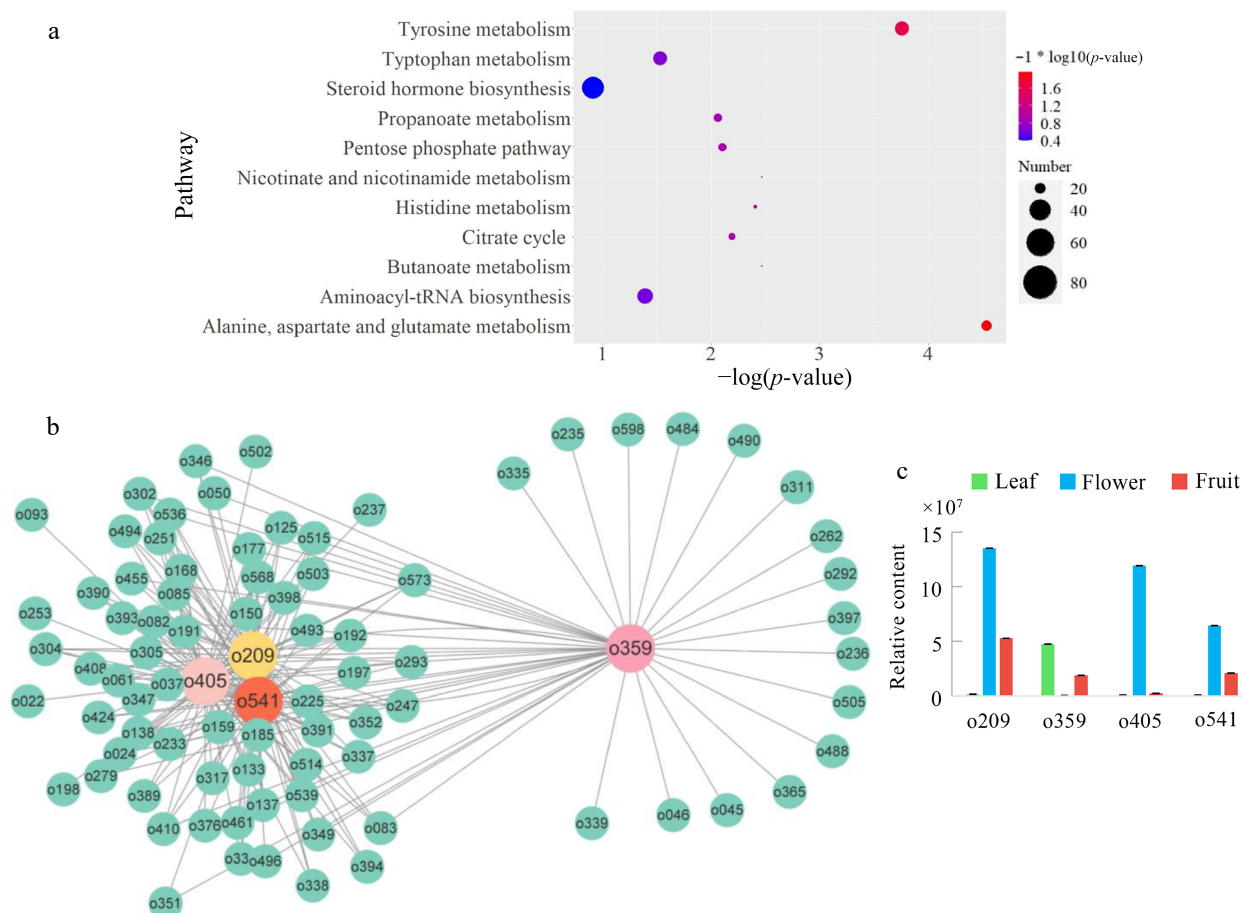 a
Tyrosine metabolism
Typtophan metabolism
Steroid hormone biosynthesis
Propanoate metabolism
Pentose phosphate pathway
Nicotinate and nicotinamide metabolism
Histidine metabolism
Citrate cycle
Butanoate metabolism
Aminoacyl-tRNA biosynthesis
Alanine, aspartate and glutamate metabolism
Pathway
1 2 3 4
−log(p-value)
−1 * log10(p-value)
1.6
1.2
0.8
0.4
Number
20
40
60
80
b
o502
o346
o302
o050
o093
o536
o237
o494
o125
o251
o515
o177
o168
o455
o568
o503
o573
o390
o085
o398
o253
o150
o393
o082
o191
o493
o192
o304
o305
o209
o293
o408
o197
o061
o037
o405
o022
o347
o541
o225
o247
o424
o352
o159
o391
o138
o185
o024
o233
o337
o279
o133
o514
o317
o198
o389
o539
o137
o410
o376
o461
o349
o083
o33
o496
o394
o338
o351
o359
o235
o598
o484
o490
o335
o311
o262
o292
o397
o236
o505
o488
o365
o045
o046
o339
c
Leaf Flower Fruit
×10⁷
15
10
5
0
Relative content
o209 o359 o405 o541